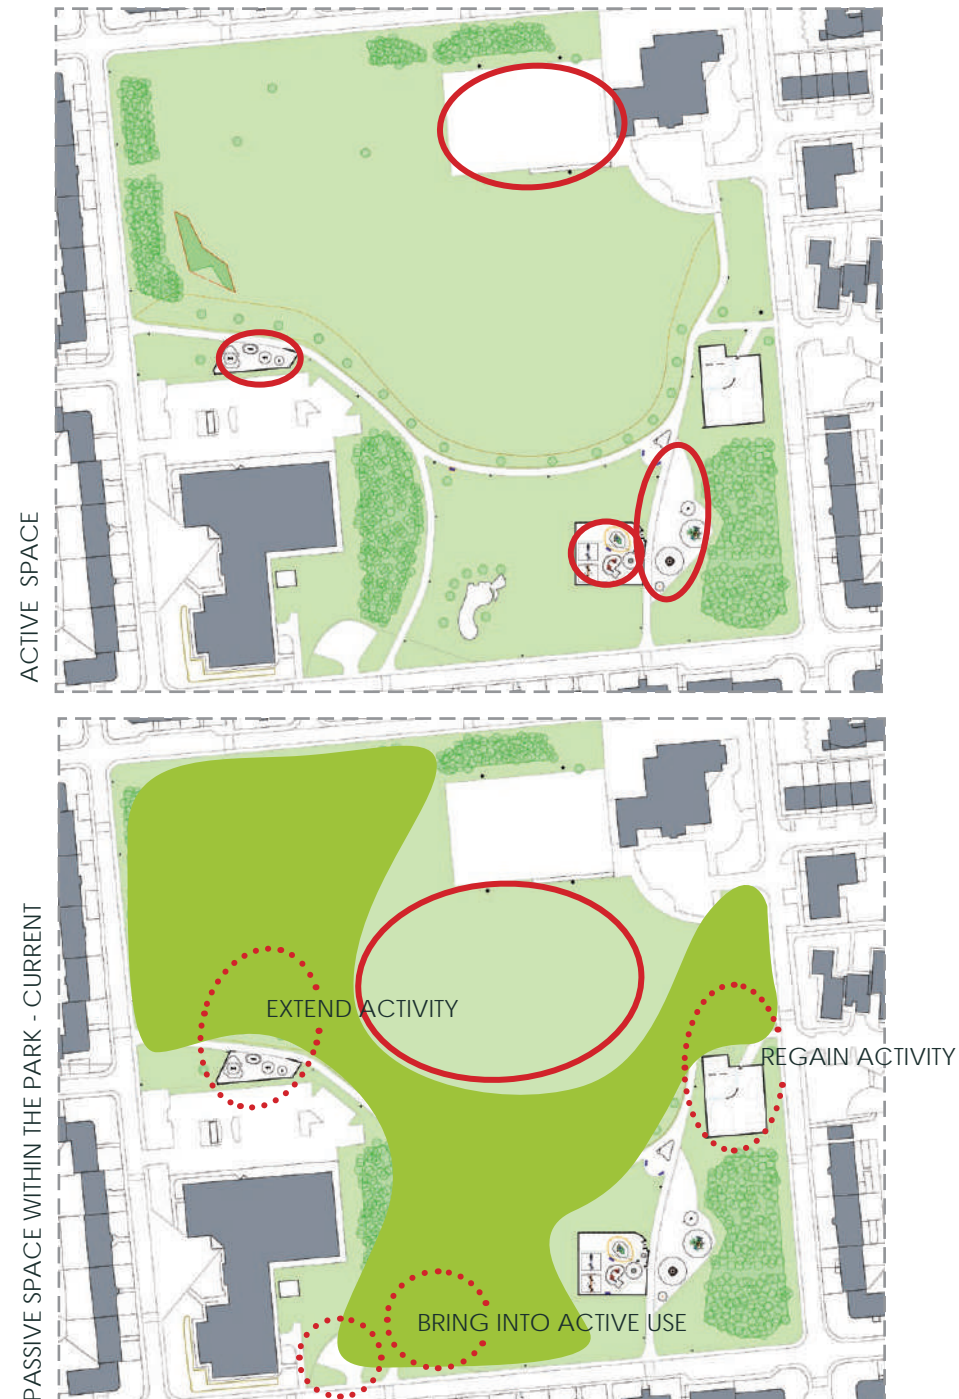 ACTIVE SPACE
PASSIVE SPACE WITHIN THE PARK - CURRENT
EXTEND ACTIVITY
REGAIN ACTIVITY
BRING INTO ACTIVE USE